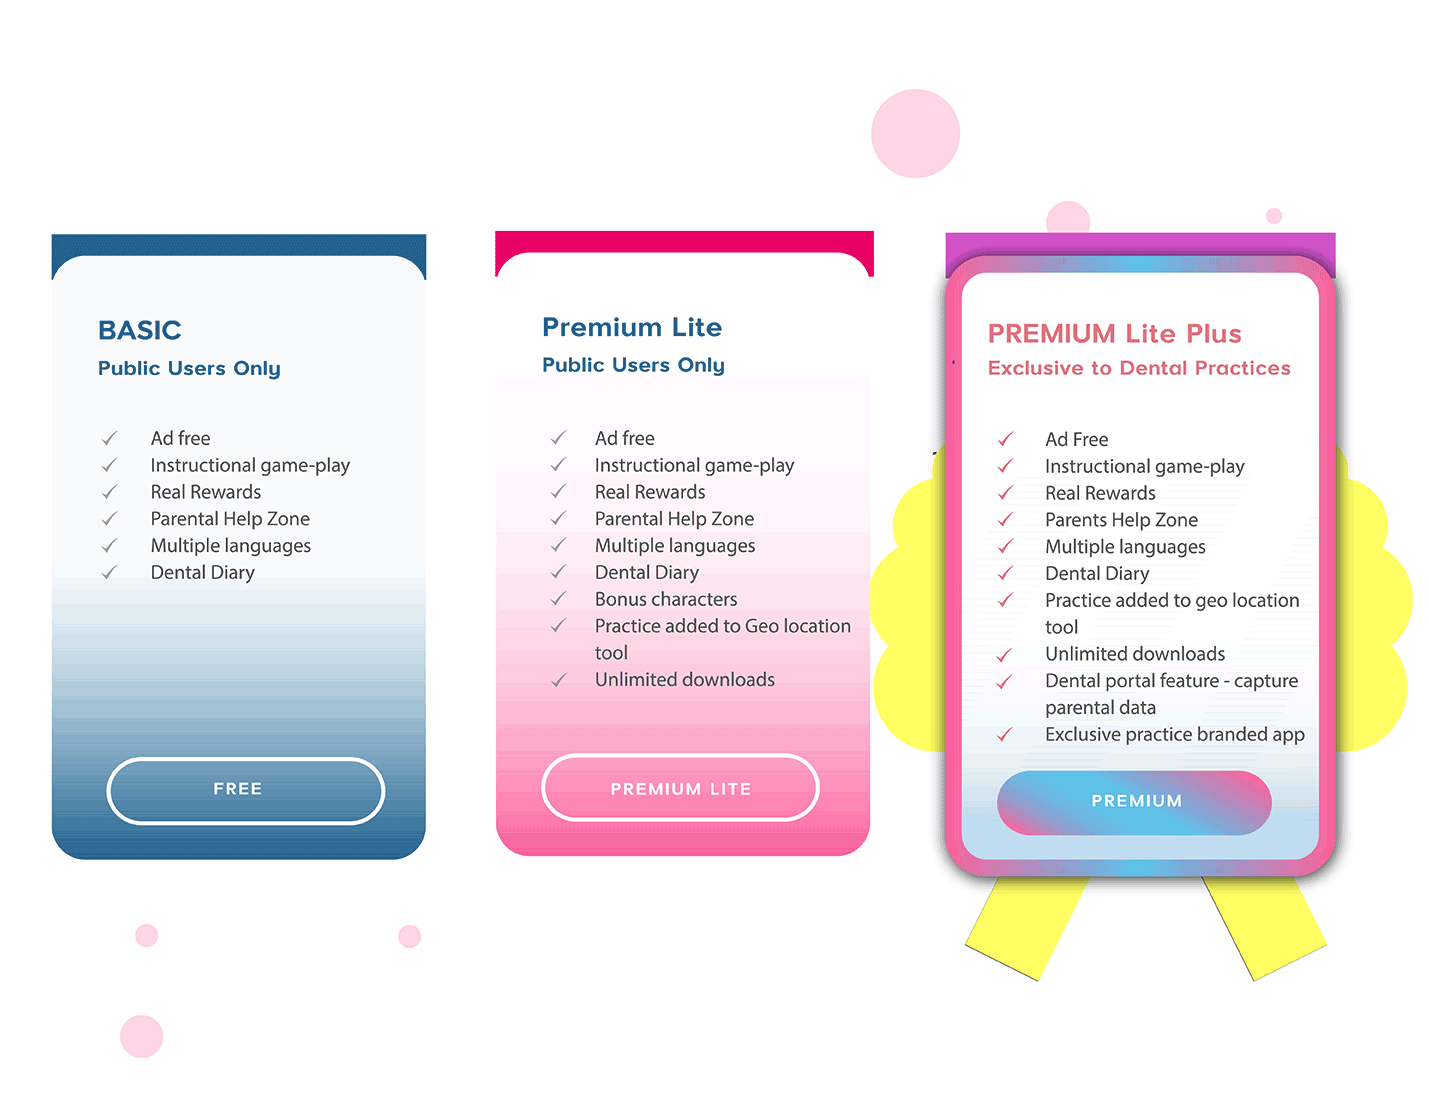 BASIC
Public Users Only
Ad free
Instructional game-play
Real Rewards
Parental Help Zone
Multiple languages
Dental Diary
FREE
Premium Lite
Public Users Only
Ad free
Instructional game-play
Real Rewards
Parental Help Zone
Multiple languages
Dental Diary
Bonus characters
Practice added to Geo location
tool
Unlimited downloads
PREMIUM LITE
PREMIUM Lite Plus
Exclusive to Dental Practices
Ad Free
Instructional game-play
Real Rewards
Parents Help Zone
Multiple languages
Dental Diary
Practice added to geo location
tool
Unlimited downloads
Dental portal feature - capture
parental data
Exclusive practice branded app
PREMIUM